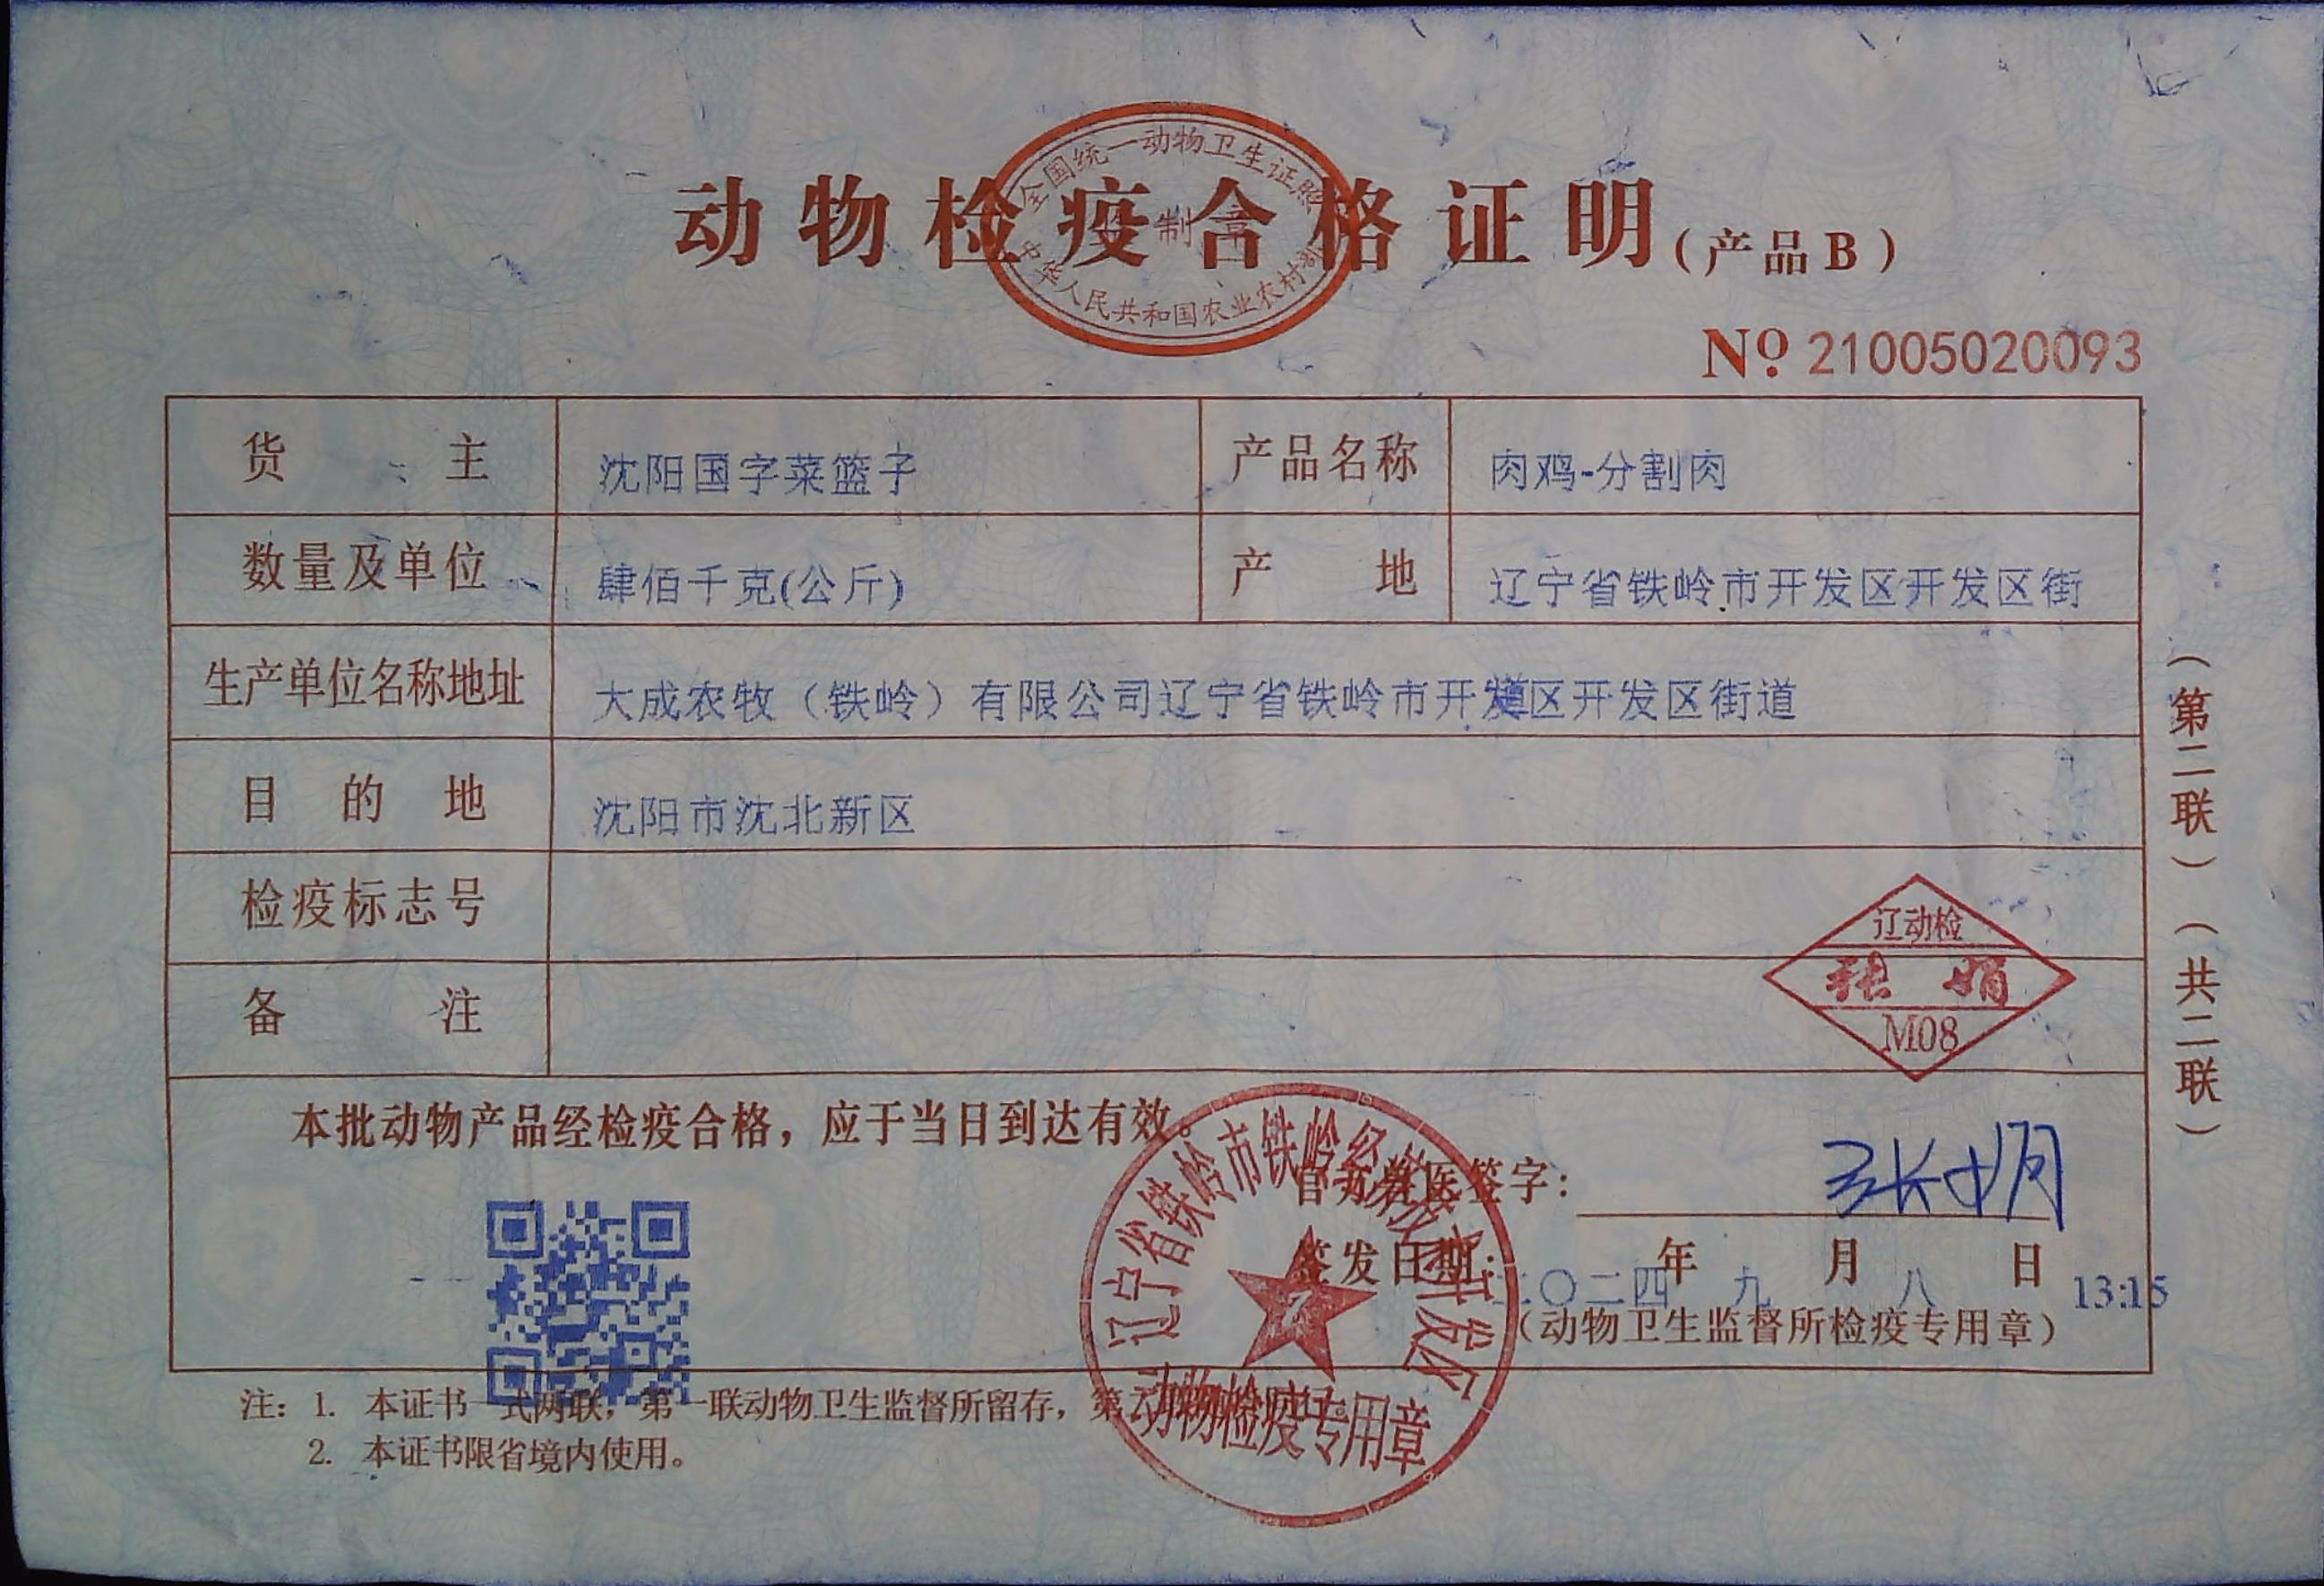 全国统一动物卫生证照
制
中华人民共和国农业农村部
动物检疫合格证明(产品B)
№ 21005020093
货主 沈阳国字菜篮子 产品名称 肉鸡-分割肉
数量及单位 肆佰千克(公斤) 产地 辽宁省铁岭市开发区开发区街
生产单位名称地址 大成农牧（铁岭）有限公司辽宁省铁岭市开发区开发区街道
目的地 沈阳市沈北新区
检疫标志号
备注
辽动检
张娟
M08
本批动物产品经检疫合格，应于当日到达有效。
官方兽医签字： 张娟
签发日期： 二〇二四年九月八日 13:15
（动物卫生监督所检疫专用章）
辽宁省铁岭市铁岭经济技术开发区
动物检疫专用章
注：1. 本证书一式两联，第一联动物卫生监督所留存，第
2. 本证书限省境内使用。
（第二联）（共二联）